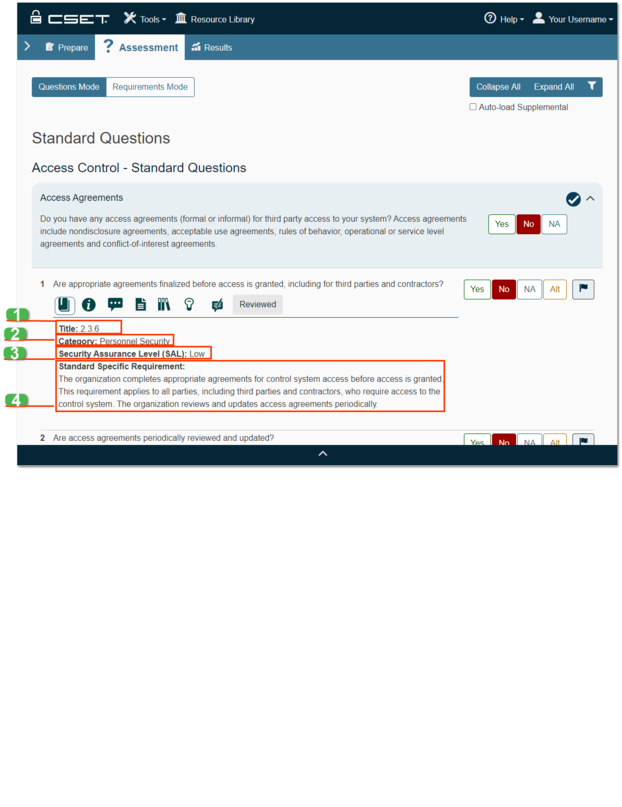 CSET Tools Resource Library Help Your Username
Prepare ? Assessment Results
Questions Mode Requirements Mode Collapse All Expand All
Auto-load Supplemental
Standard Questions
Access Control - Standard Questions
Access Agreements
Do you have any access agreements (formal or informal) for third party access to your system? Access agreements
include nondisclosure agreements, acceptable use agreements, rules of behavior, operational or service level
agreements and conflict-of-interest agreements.
Yes No NA
1 Are appropriate agreements finalized before access is granted, including for third parties and contractors? Yes No NA Alt
Reviewed
1
Title: 2.3.6
2
Category: Personnel Security
3
Security Assurance Level (SAL): Low
Standard Specific Requirement:
The organization completes appropriate agreements for control system access before access is granted.
This requirement applies to all parties, including third parties and contractors, who require access to the
4
control system. The organization reviews and updates access agreements periodically.
2 Are access agreements periodically reviewed and updated? Yes No NA Alt